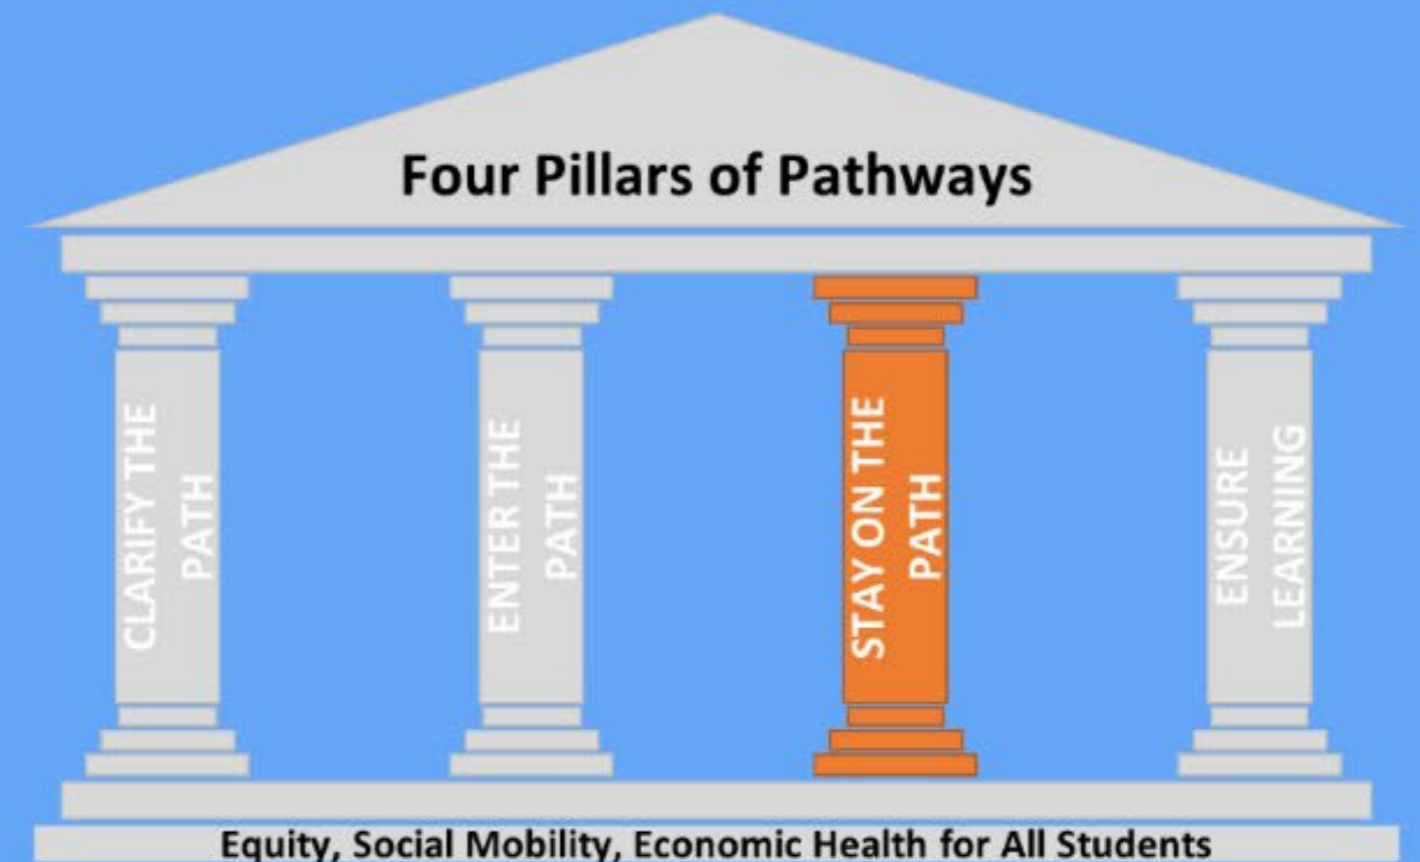 Four Pillars of Pathways
CLARIFY THE
PATH
ENTER THE
PATH
STAY ON THE
PATH
ENSURE
LEARNING
Equity, Social Mobility, Economic Health for All Students